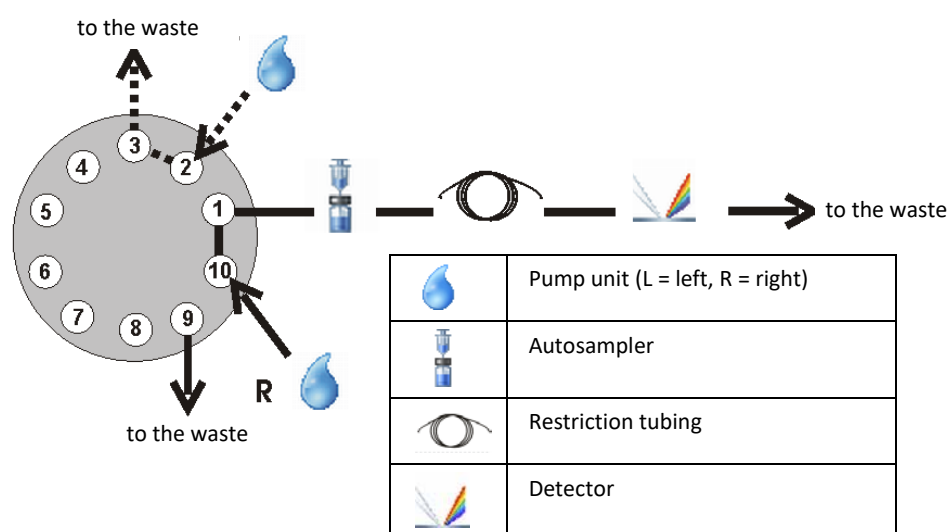 to the waste
3
2
4
1
to the waste
5
10
6
Pump unit (L = left, R = right)
7
8
9
Autosampler
R
to the waste
Restriction tubing
Detector